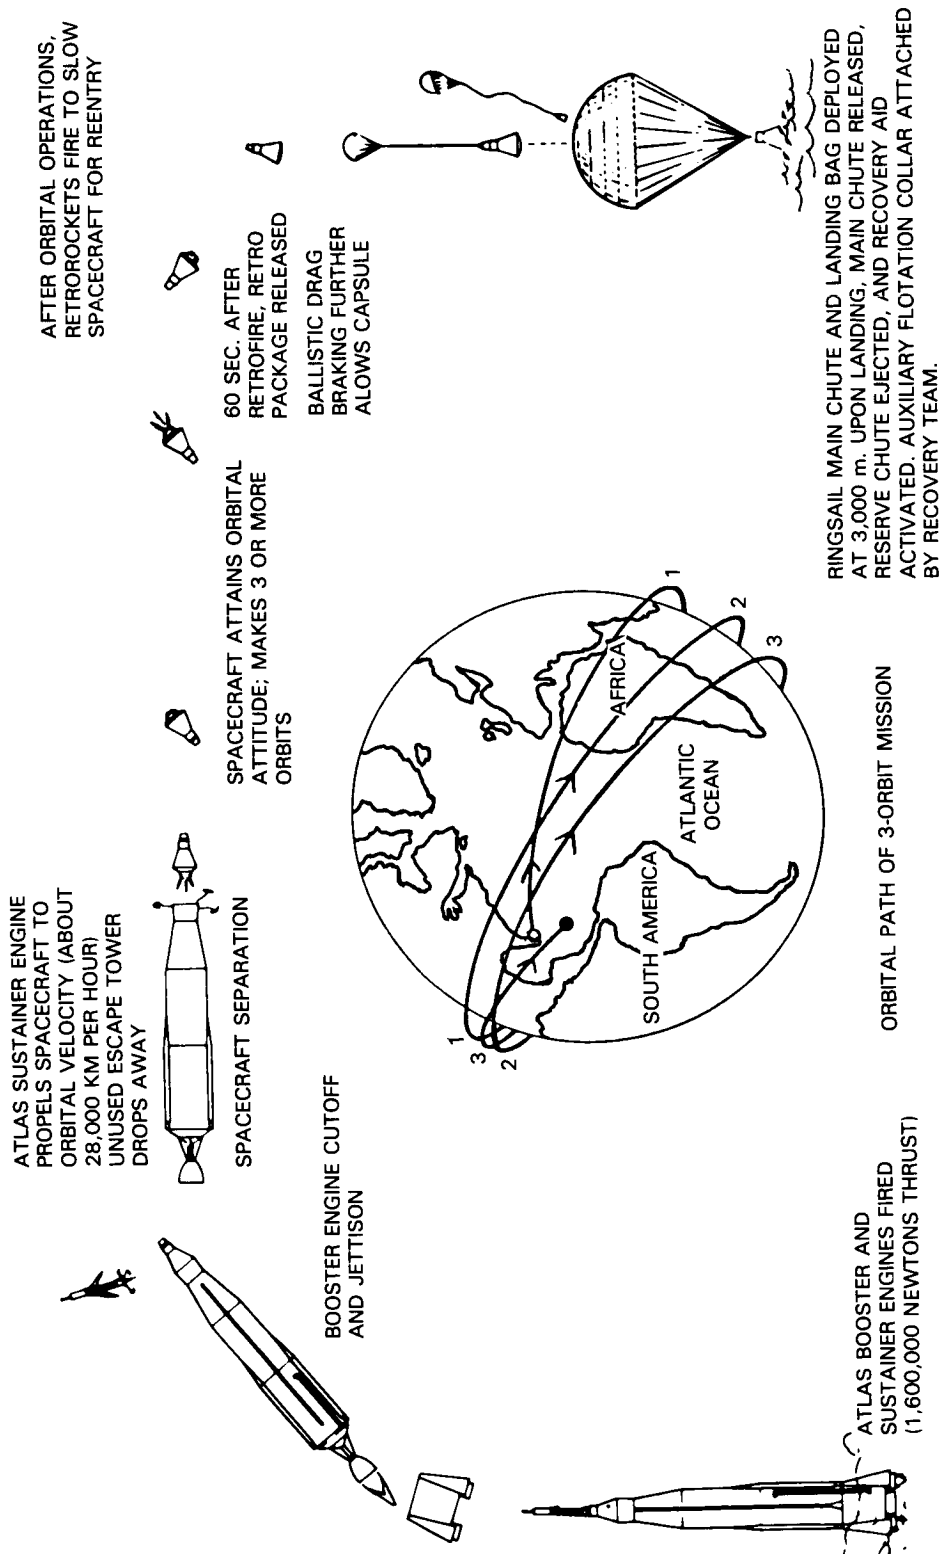 ATLAS BOOSTER AND
SUSTAINER ENGINES FIRED
(1,600,000 NEWTONS THRUST)
BOOSTER ENGINE CUTOFF
AND JETTISON
ATLAS SUSTAINER ENGINE
PROPELS SPACECRAFT TO
ORBITAL VELOCITY (ABOUT
28,000 KM PER HOUR)
UNUSED ESCAPE TOWER
DROPS AWAY
SPACECRAFT SEPARATION
SPACECRAFT ATTAINS ORBITAL
ATTITUDE; MAKES 3 OR MORE
ORBITS
AFTER ORBITAL OPERATIONS,
RETROROCKETS FIRE TO SLOW
SPACECRAFT FOR REENTRY
60 SEC. AFTER
RETROFIRE, RETRO
PACKAGE RELEASED
BALLISTIC DRAG
BRAKING FURTHER
ALOWS CAPSULE
RINGSAIL MAIN CHUTE AND LANDING BAG DEPLOYED
AT 3,000 m. UPON LANDING, MAIN CHUTE RELEASED,
RESERVE CHUTE EJECTED, AND RECOVERY AID
ACTIVATED. AUXILIARY FLOTATION COLLAR ATTACHED
BY RECOVERY TEAM.
1
3
2
SOUTH AMERICA
ATLANTIC
OCEAN
AFRICA
1
2
3
ORBITAL PATH OF 3-ORBIT MISSION